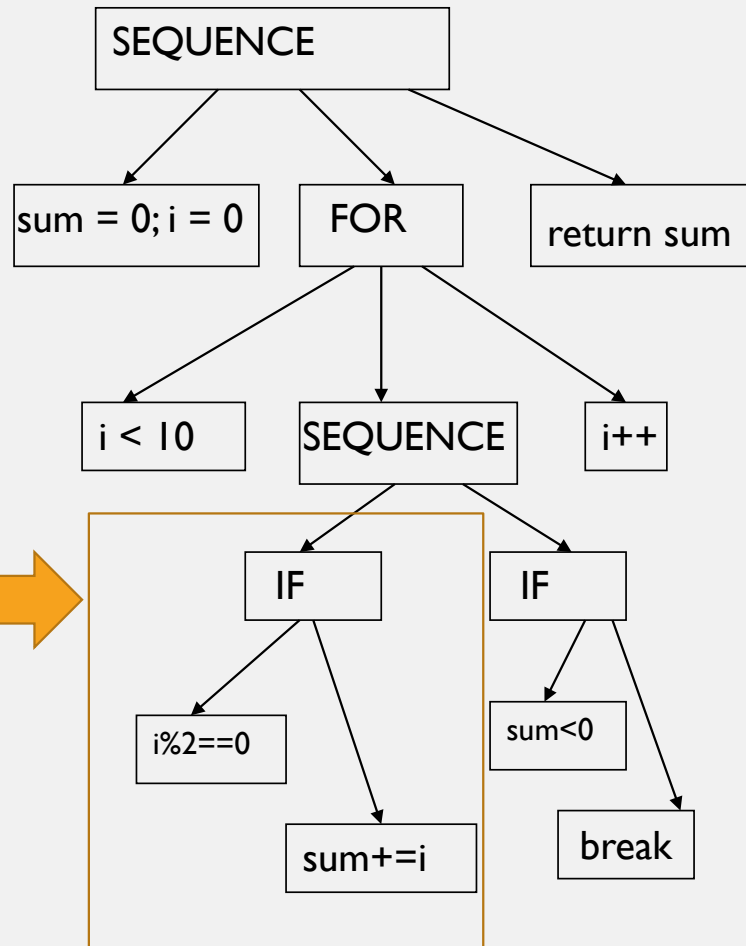 SEQUENCE
sum = 0; i = 0
FOR
return sum
i < 10
SEQUENCE
i++
IF
IF
i%2==0
sum<0
sum+=i
break